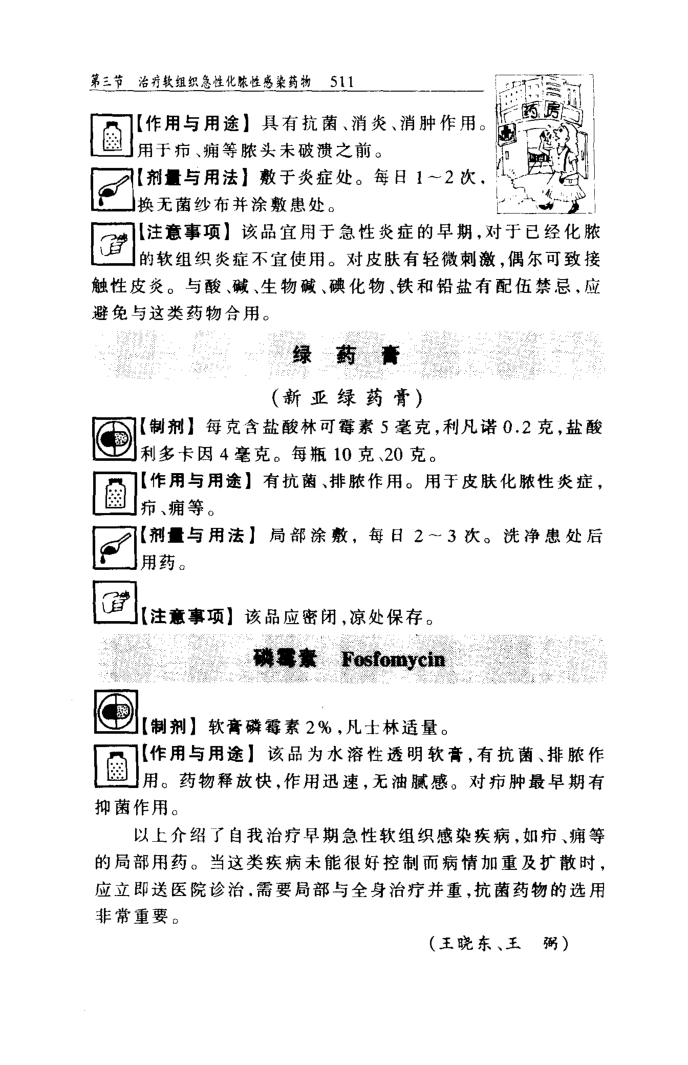 第三节 治疗软组织急性化脓性感染药物 511
药房
【作用与用途】具有抗菌、消炎、消肿作用。
用于疖、痈等脓头未破溃之前。
【剂量与用法】敷于炎症处。每日1～2次，
换无菌纱布并涂敷患处。
【注意事项】该品宜用于急性炎症的早期，对于已经化脓
的软组织炎症不宜使用。对皮肤有轻微刺激，偶尔可致接
触性皮炎。与酸、碱、生物碱、碘化物、铁和铅盐有配伍禁忌，应
避免与这类药物合用。
绿药膏
（新亚绿药膏）
【制剂】每克含盐酸林可霉素5毫克，利凡诺0.2克，盐酸
利多卡因4毫克。每瓶10克、20克。
【作用与用途】有抗菌、排脓作用。用于皮肤化脓性炎症，
疖、痈等。
【剂量与用法】局部涂敷，每日2～3次。洗净患处后
用药。
【注意事项】该品应密闭，凉处保存。
磷霉素 Fosfomycin
【制剂】软膏磷霉素2%，凡士林适量。
【作用与用途】该品为水溶性透明软膏，有抗菌、排脓作
用。药物释放快，作用迅速，无油腻感。对疖肿最早期有
抑菌作用。
以上介绍了自我治疗早期急性软组织感染疾病，如疖、痈等
的局部用药。当这类疾病未能很好控制而病情加重及扩散时，
应立即送医院诊治，需要局部与全身治疗并重，抗菌药物的选用
非常重要。
（王晓东、王 弼）